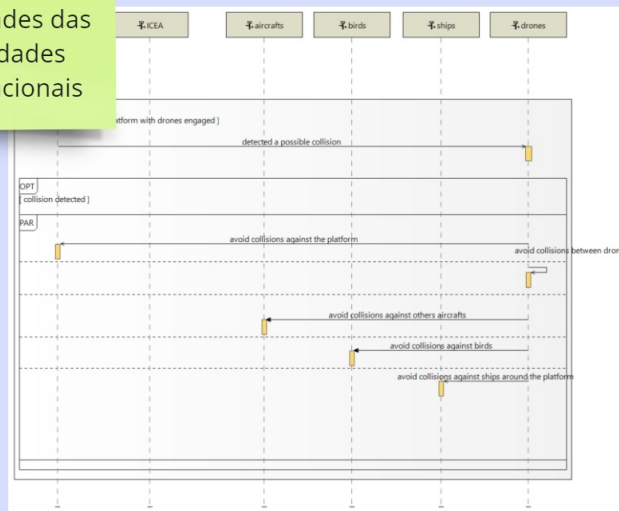 des das
dades
cionais
ICEA
aircrafts
birds
ships
drones
tform with drones engaged ]
detected a possible collision
OPT
[ collision detected ]
PAR
avoid collisions against the platform
avoid collisions between dron
avoid collisions against others aircrafts
avoid collisions against birds
avoid collisions against ships around the platform